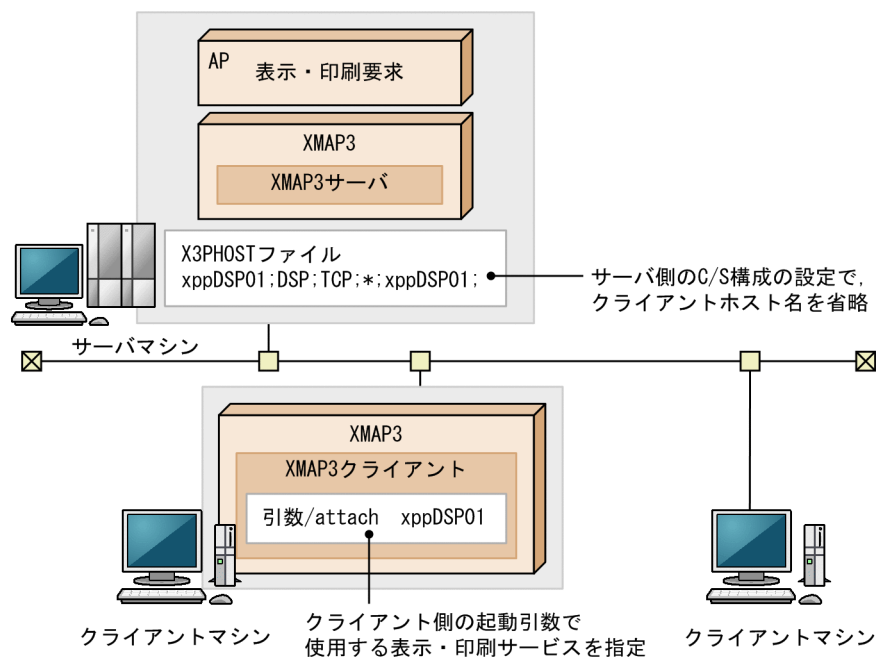 AP
表示・印刷要求
XMAP3
XMAP3サーバ
X3PHOSTファイル
xppDSP01;DSP;TCP;*;xppDSP01;
サーバ側のC/S構成の設定で，
クライアントホスト名を省略
サーバマシン
XMAP3
XMAP3クライアント
引数/attach xppDSP01
クライアントマシン
クライアント側の起動引数で
使用する表示・印刷サービスを指定
クライアントマシン